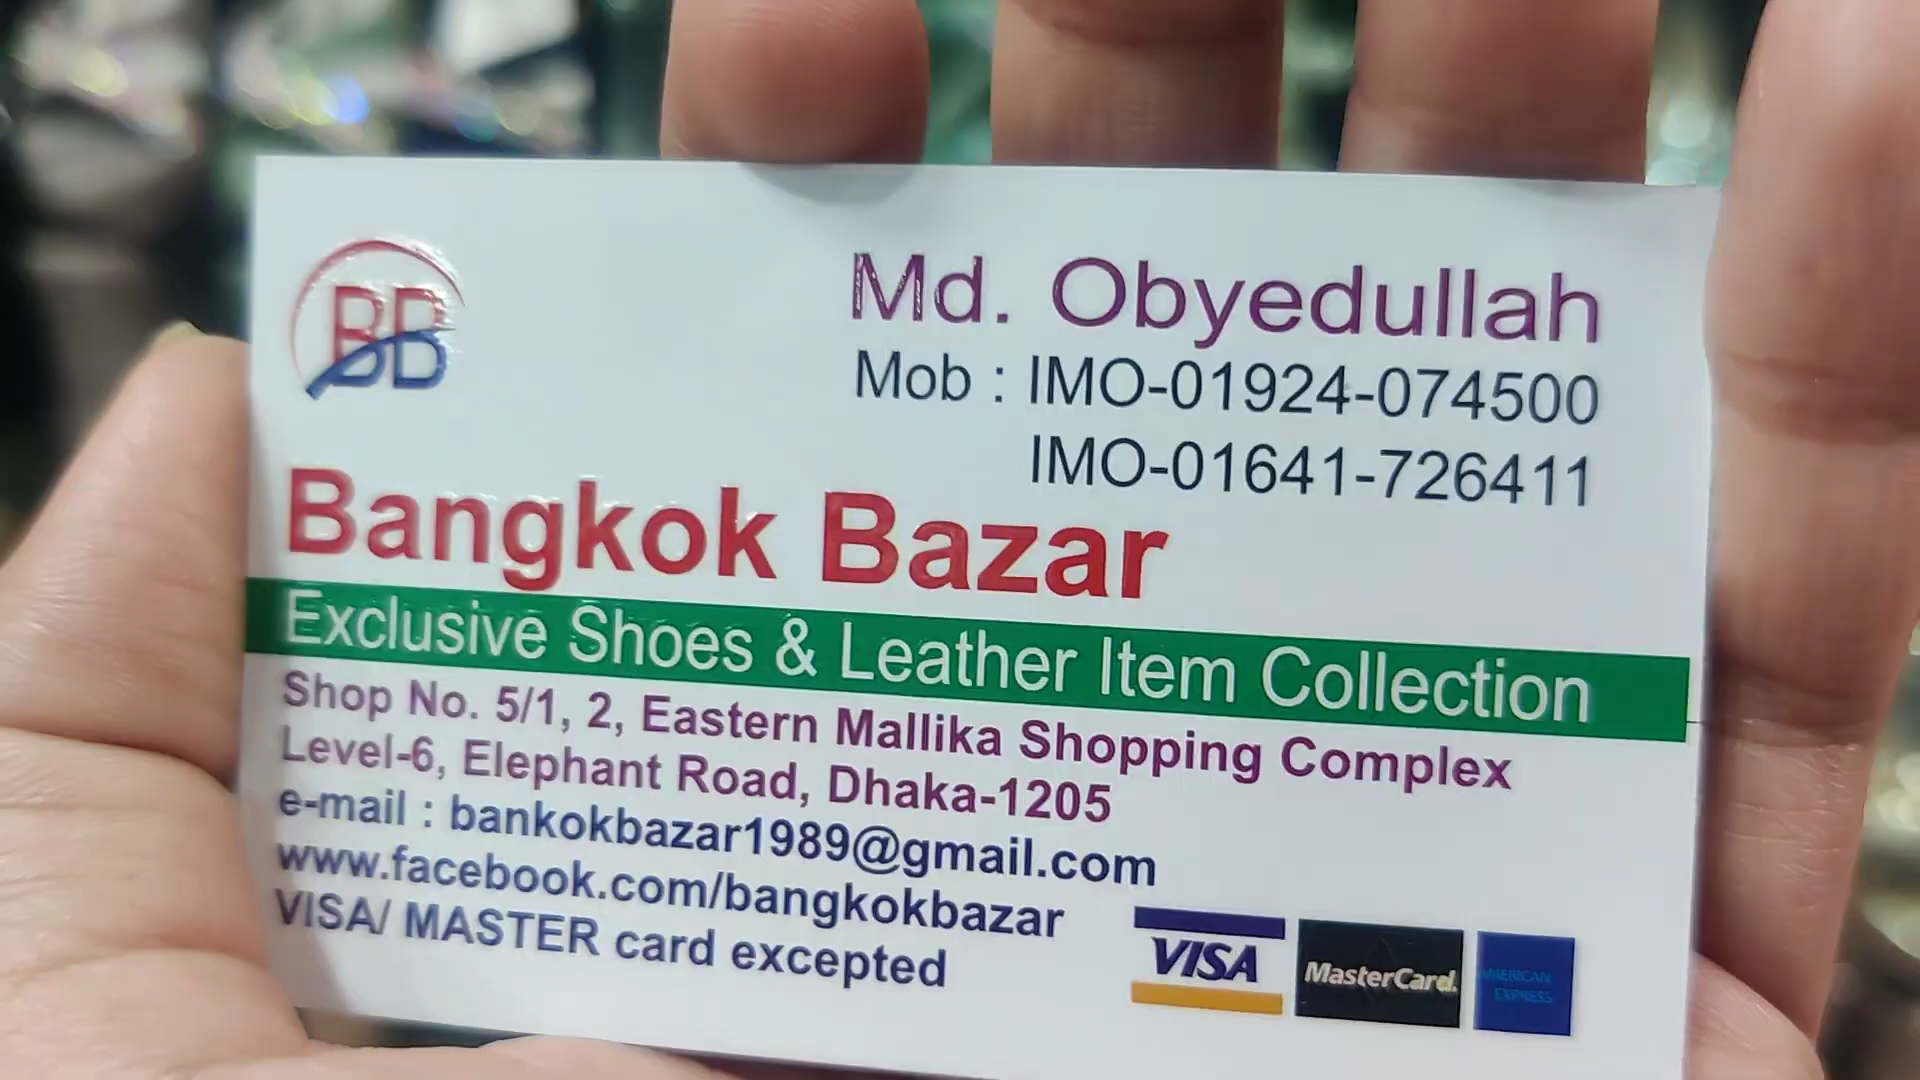 BB
Md. Obyedullah
Mob : IMO-01924-074500
IMO-01641-726411
Bangkok Bazar
Exclusive Shoes & Leather Item Collection
Shop No. 5/1, 2, Eastern Mallika Shopping Complex
Level-6, Elephant Road, Dhaka-1205
e-mail : bankokbazar1989@gmail.com
www.facebook.com/bangkokbazar
VISA/ MASTER card excepted
VISA
MasterCard.
AMERICAN
EXPRESS